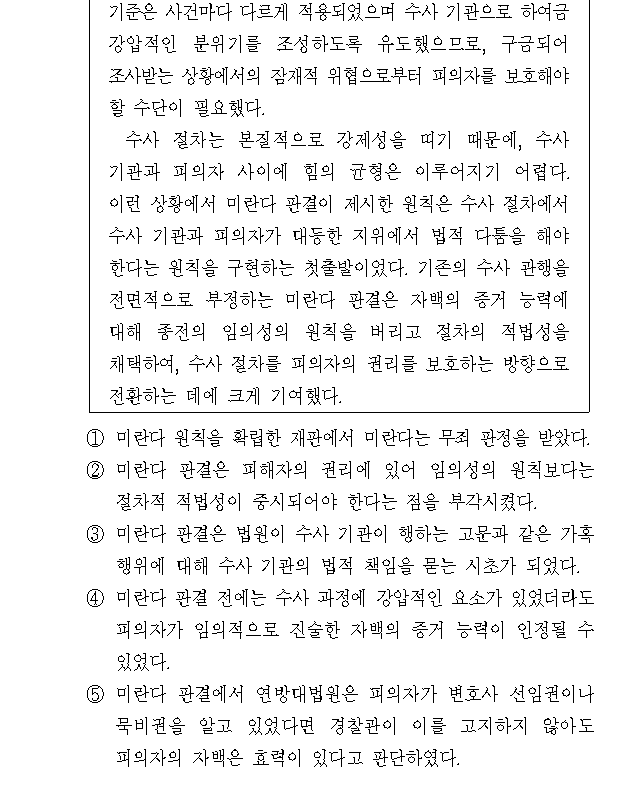 기준은 사건마다 다르게 적용되었으며 수사 기관으로 하여금
강압적인 분위기를 조성하도록 유도했으므로, 구금되어
조사받는 상황에서의 잠재적 위협으로부터 피의자를 보호해야
할 수단이 필요했다.
수사 절차는 본질적으로 강제성을 띠기 때문에, 수사
기관과 피의자 사이에 힘의 균형은 이루어지기 어렵다.
이런 상황에서 미란다 판결이 제시한 원칙은 수사 절차에서
수사 기관과 피의자가 대등한 지위에서 법적 다툼을 해야
한다는 원칙을 구현하는 첫출발이었다. 기존의 수사 관행을
전면적으로 부정하는 미란다 판결은 자백의 증거 능력에
대해 종전의 임의성의 원칙을 버리고 절차의 적법성을
채택하여, 수사 절차를 피의자의 권리를 보호하는 방향으로
전환하는 데에 크게 기여했다.
① 미란다 원칙을 확립한 재판에서 미란다는 무죄 판정을 받았다.
② 미란다 판결은 피해자의 권리에 있어 임의성의 원칙보다는
절차적 적법성이 중시되어야 한다는 점을 부각시켰다.
③ 미란다 판결은 법원이 수사 기관이 행하는 고문과 같은 가혹
행위에 대해 수사 기관의 법적 책임을 묻는 시초가 되었다.
④ 미란다 판결 전에는 수사 과정에 강압적인 요소가 있었더라도
피의자가 임의적으로 진술한 자백의 증거 능력이 인정될 수
있었다.
⑤ 미란다 판결에서 연방대법원은 피의자가 변호사 선임권이나
묵비권을 알고 있었다면 경찰관이 이를 고지하지 않아도
피의자의 자백은 효력이 있다고 판단하였다.